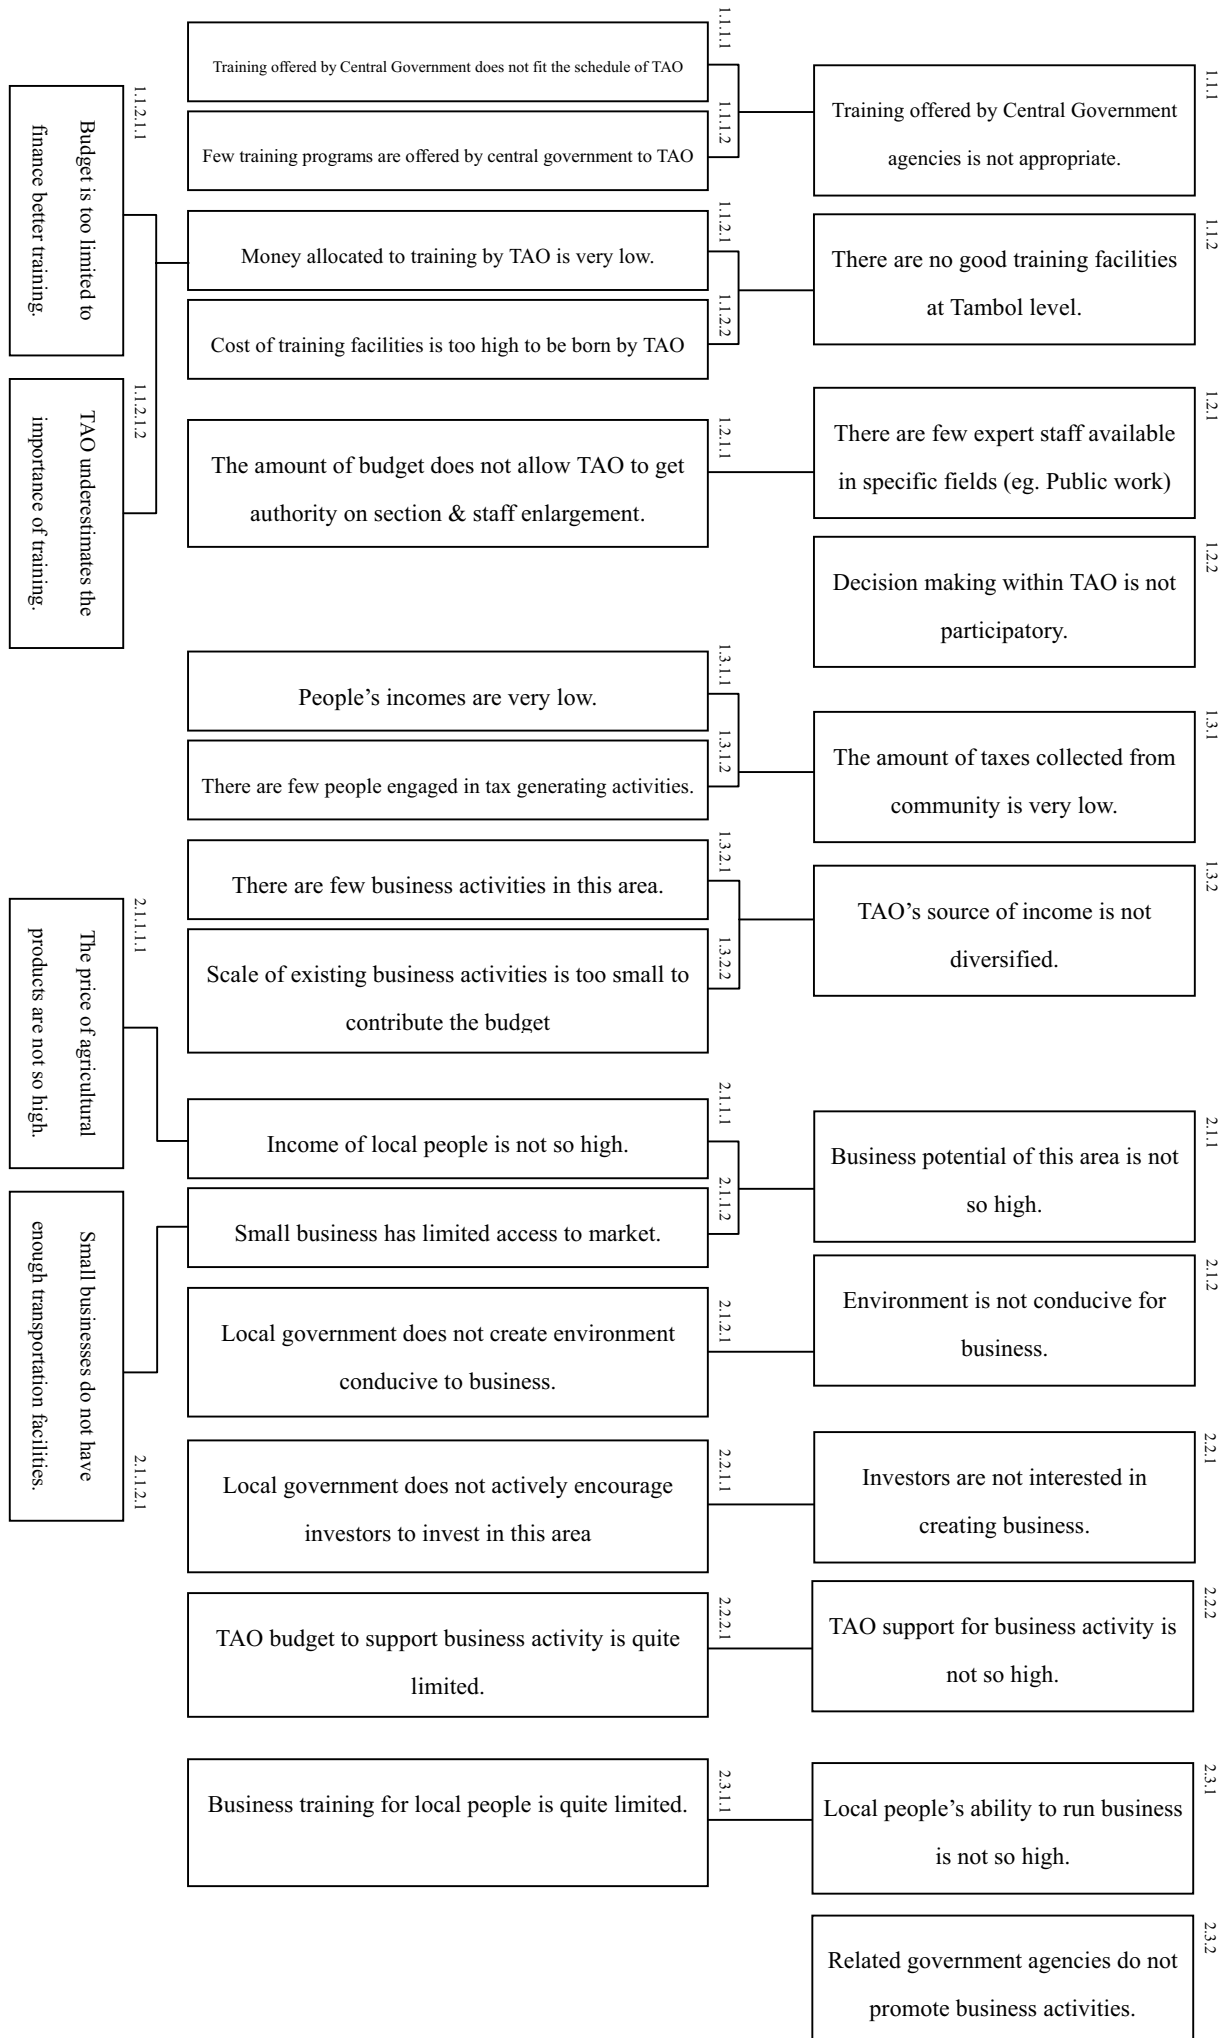 1.1.1
Training offered by Central Government
agencies is not appropriate.
1.1.1.1
Training offered by Central Government does not fit the schedule of TAO
1.1.1.2
Few training programs are offered by central government to TAO
1.1.2
There are no good training facilities
at Tambol level.
1.1.2.1
Money allocated to training by TAO is very low.
1.1.2.1.1
Budget is too limited to
finance better training.
1.1.2.1.2
TAO underestimates the
importance of training.
1.1.2.2
Cost of training facilities is too high to be born by TAO
1.2.1
There are few expert staff available
in specific fields (eg. Public work)
1.2.1.1
The amount of budget does not allow TAO to get
authority on section & staff enlargement.
1.2.2
Decision making within TAO is not
participatory.
1.3.1
The amount of taxes collected from
community is very low.
1.3.1.1
People’s incomes are very low.
1.3.1.2
There are few people engaged in tax generating activities.
1.3.2
TAO’s source of income is not
diversified.
1.3.2.1
There are few business activities in this area.
1.3.2.2
Scale of existing business activities is too small to
contribute the budget
2.1.1
Business potential of this area is not
so high.
2.1.1.1
Income of local people is not so high.
2.1.1.1.1
The price of agricultural
products are not so high.
2.1.1.2
Small business has limited access to market.
2.1.1.2.1
Small businesses do not have
enough transportation facilities.
2.1.2
Environment is not conducive for
business.
2.1.2.1
Local government does not create environment
conducive to business.
2.2.1
Investors are not interested in
creating business.
2.2.1.1
Local government does not actively encourage
investors to invest in this area
2.2.2
TAO support for business activity is
not so high.
2.2.2.1
TAO budget to support business activity is quite
limited.
2.3.1
Local people’s ability to run business
is not so high.
2.3.1.1
Business training for local people is quite limited.
2.3.2
Related government agencies do not
promote business activities.